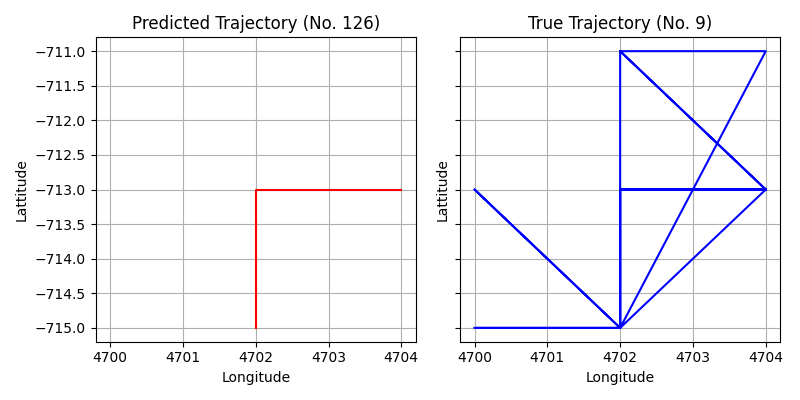 Predicted Trajectory (No. 126)
True Trajectory (No. 9)
−711.0
−711.5
−712.0
−712.5
−713.0
−713.5
−714.0
−714.5
−715.0
Lattitude
Lattitude
4700 4701 4702 4703 4704
4700 4701 4702 4703 4704
Longitude
Longitude